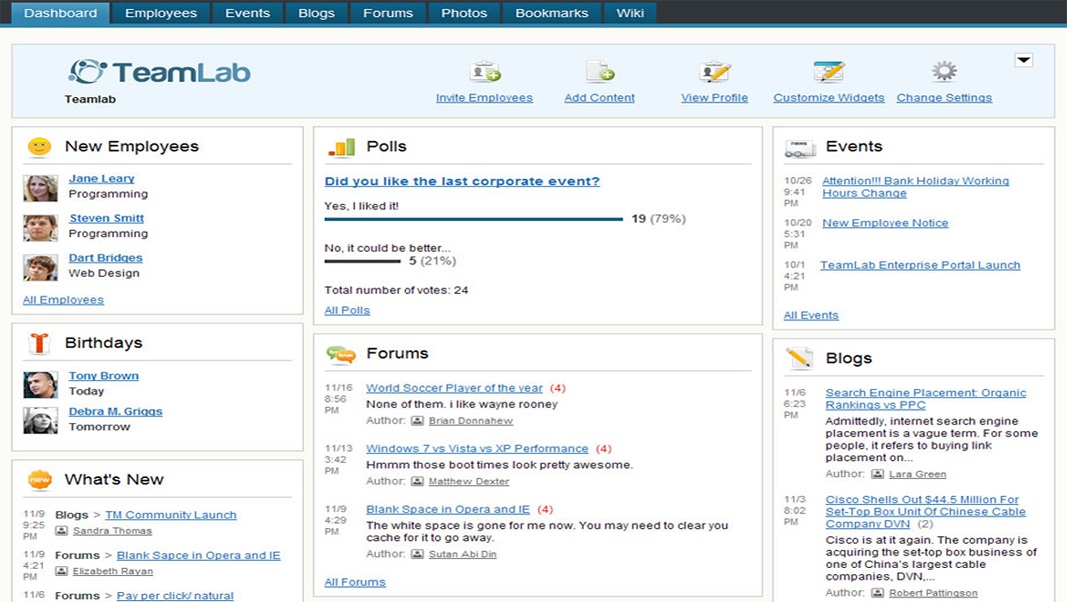 Dashboard Employees Events Blogs Forums Photos Bookmarks Wiki
TeamLab
Teamlab
Invite Employees Add Content View Profile Customize Widgets Change Settings
New Employees
Jane Leary
Programming
Steven Smitt
Programming
Dart Bridges
Web Design
All Employees
Birthdays
Tony Brown
Today
Debra M. Griggs
Tomorrow
new
What's New
11/9
9:25
PM
Blogs > TM Community Launch
Sandra Thomas
11/9
4:21
PM
Forums > Blank Sapce in Opera and IE
Elizabeth Rayan
11/6
Forums > Pay per click/ natural
Polls
Did you like the last corporate event?
Yes, I liked it!
19 (79%)
No, it could be better...
5 (21%)
Total number of votes: 24
All Polls
Forums
11/16
8:56
PM
World Soccer Player of the year (4)
None of them. i like wayne rooney
Author: Brian Donnahew
11/13
3:42
PM
Windows 7 vs Vista vs XP Performance (4)
Hmmm those boot times look pretty awesome.
Author: Matthew Dexter
11/9
4:29
PM
Blank Space in Opera and IE (4)
The white space is gone for me now. You may need to clear you
cache for it to go away.
Author: Sutan Abi Din
All Forums
news
Events
10/26
9:41
PM
Attention!!! Bank Holiday Working
Hours Change
10/20
5:31
PM
New Employee Notice
10/1
4:21
PM
TeamLab Enterprise Portal Launch
All Events
Blogs
11/6
6:23
PM
Search Engine Placement: Organic
Rankings vs PPC
Admittedly, internet search engine
placement is a vague term. For some
people, it refers to buying link
placement on...
Author: Lara Green
11/3
8:02
PM
Cisco Shells Out $44.5 Million For
Set-Top Box Unit Of Chinese Cable
Company DVN (2)
Cisco is at it again. The company is
acquiring the set-top box business of
one of China's largest cable
companies, DVN,...
Author: Robert Pattingson